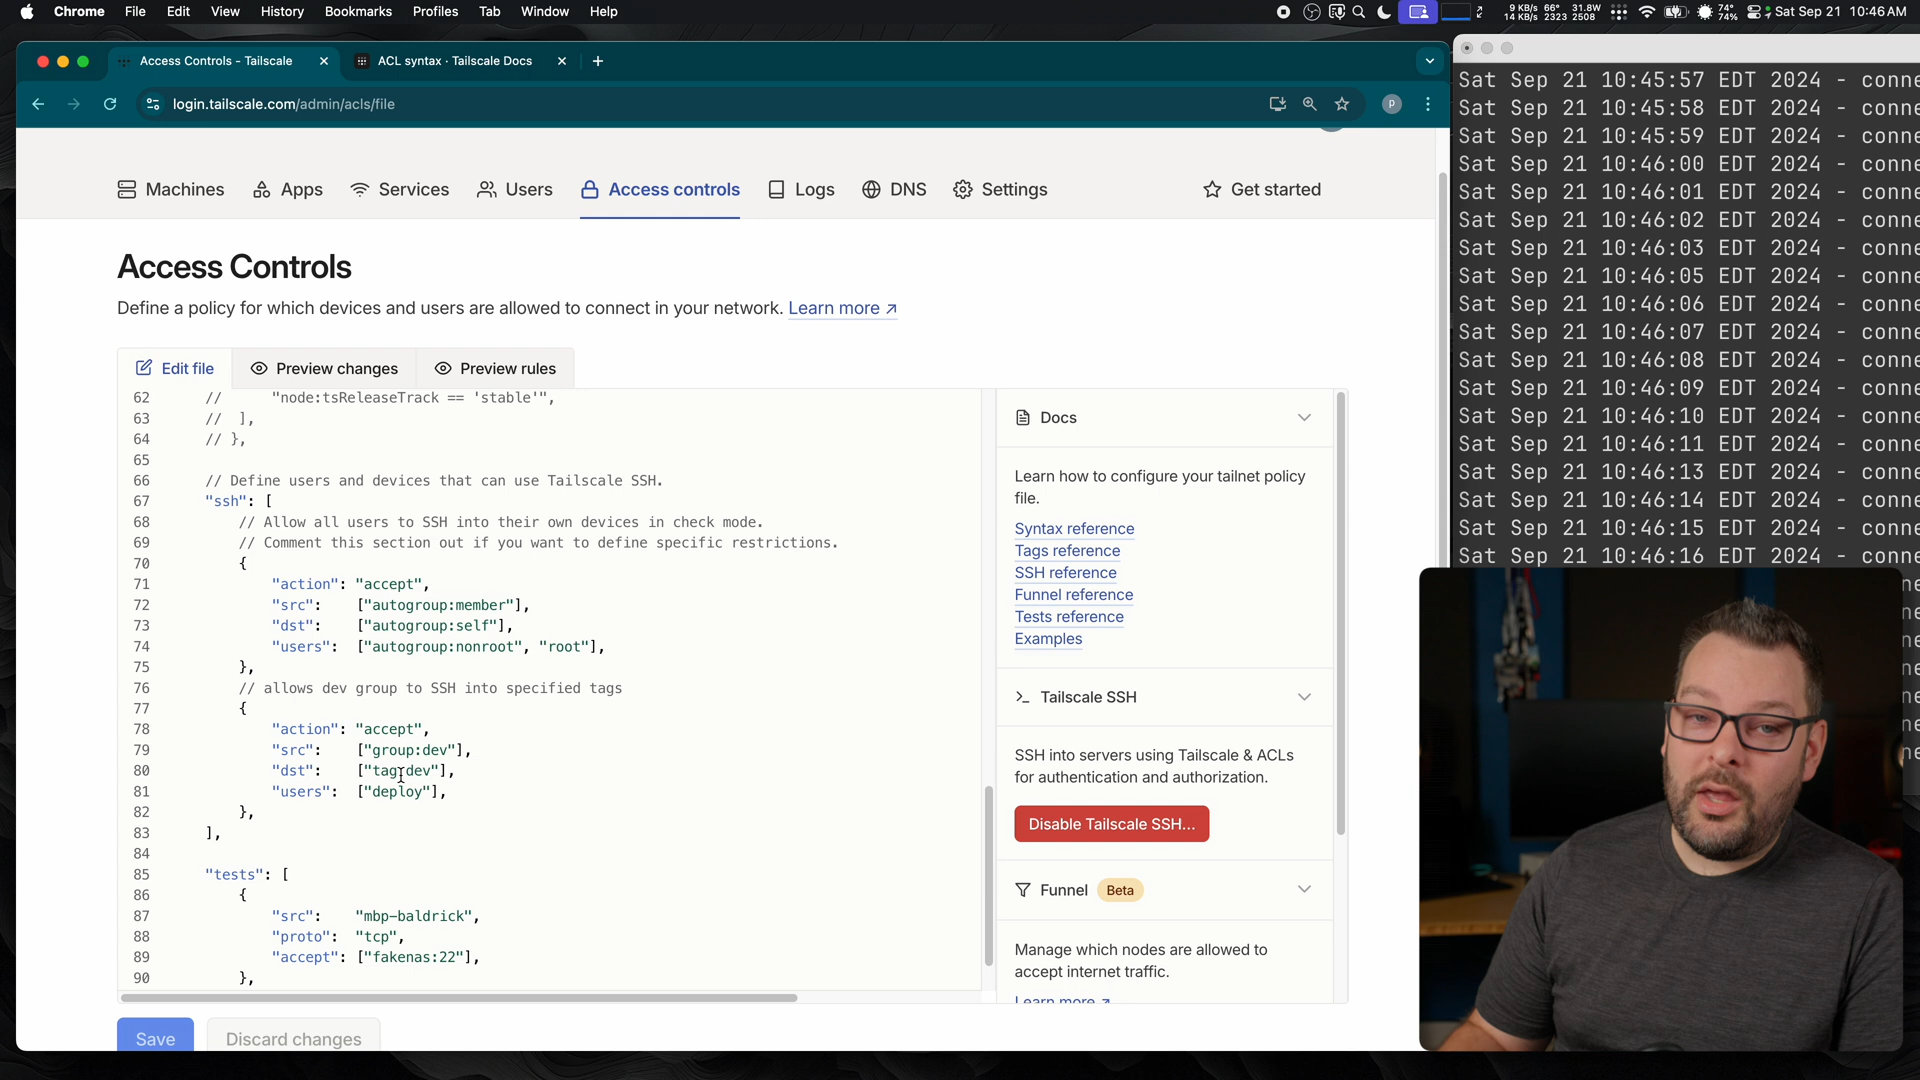 Chrome File Edit View History Bookmarks Profiles Tab Window Help
9 KB/s 66° 31.8W
14 KB/s 2323 2508
74°
74%
Sat Sep 21 10:46 AM
Access Controls - Tailscale
ACL syntax · Tailscale Docs
login.tailscale.com/admin/acls/file
P
Machines Apps Services Users Access controls Logs DNS Settings Get started
Access Controls
Define a policy for which devices and users are allowed to connect in your network. Learn more ↗
Edit file Preview changes Preview rules
62 // "node:tsReleaseTrack == 'stable'",
63 // ],
64 // },
65
66 // Define users and devices that can use Tailscale SSH.
67 "ssh": [
68 // Allow all users to SSH into their own devices in check mode.
69 // Comment this section out if you want to define specific restrictions.
70 {
71 "action": "accept",
72 "src": ["autogroup:member"],
73 "dst": ["autogroup:self"],
74 "users": ["autogroup:nonroot", "root"],
75 },
76 // allows dev group to SSH into specified tags
77 {
78 "action": "accept",
79 "src": ["group:dev"],
80 "dst": ["tag:dev"],
81 "users": ["deploy"],
82 },
83 ],
84
85 "tests": [
86 {
87 "src": "mbp-baldrick",
88 "proto": "tcp",
89 "accept": ["fakenas:22"],
90 },
Save Discard changes
Docs
Learn how to configure your tailnet policy
file.
Syntax reference
Tags reference
SSH reference
Funnel reference
Tests reference
Examples
Tailscale SSH
SSH into servers using Tailscale & ACLs
for authentication and authorization.
Disable Tailscale SSH...
Funnel Beta
Manage which nodes are allowed to
accept internet traffic.
Learn more ↗
Sat Sep 21 10:45:57 EDT 2024 - conne
Sat Sep 21 10:45:58 EDT 2024 - conne
Sat Sep 21 10:45:59 EDT 2024 - conne
Sat Sep 21 10:46:00 EDT 2024 - conne
Sat Sep 21 10:46:01 EDT 2024 - conne
Sat Sep 21 10:46:02 EDT 2024 - conne
Sat Sep 21 10:46:03 EDT 2024 - conne
Sat Sep 21 10:46:05 EDT 2024 - conne
Sat Sep 21 10:46:06 EDT 2024 - conne
Sat Sep 21 10:46:07 EDT 2024 - conne
Sat Sep 21 10:46:08 EDT 2024 - conne
Sat Sep 21 10:46:09 EDT 2024 - conne
Sat Sep 21 10:46:10 EDT 2024 - conne
Sat Sep 21 10:46:11 EDT 2024 - conne
Sat Sep 21 10:46:13 EDT 2024 - conne
Sat Sep 21 10:46:14 EDT 2024 - conne
Sat Sep 21 10:46:15 EDT 2024 - conne
Sat Sep 21 10:46:16 EDT 2024 - conne